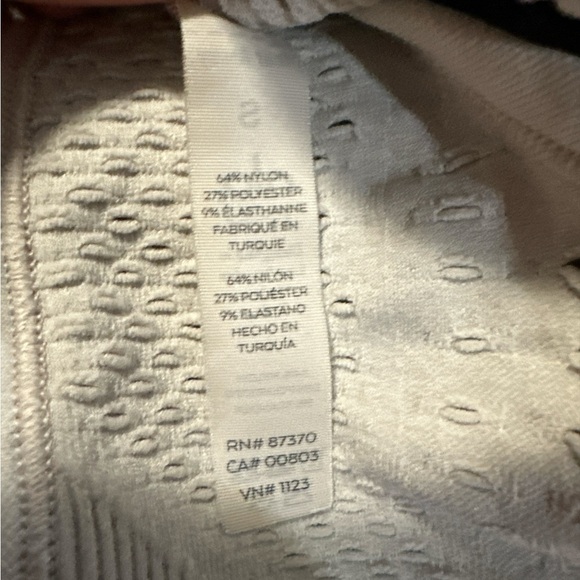 64% NYLON
27% POLYESTER
9% ÉLASTHANNE
FABRIQUÉ EN
TURQUIE
64% NILÓN
27% POLIÉSTER
9% ELASTANO
HECHO EN
TURQUÍA
RN# 87370
CA# 00803
VN# 1123